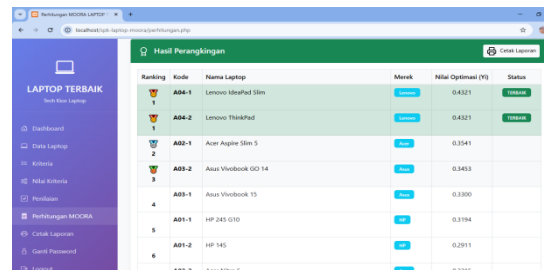 Perhitungan MOORA LAPTOP T
localhost/spk-laptop-moora/perhitungan.php
LAPTOP TERBAIK
Tech Rico Laptop
Dashboard
Data Laptop
Kriteria
Nilai Kriteria
Penilaian
Perhitungan MOORA
Cetak Laporan
Ganti Password
Logout
Hasil Perangkingan
Cetak Laporan
Ranking Kode Nama Laptop Merek Nilai Optimasi (Yi) Status
1 A04-1 Lenovo IdeaPad Slim Lenovo 0.4321 TERBAIK
1 A04-2 Lenovo ThinkPad Lenovo 0.4321 TERBAIK
2 A02-1 Acer Aspire Slim 5 Acer 0.3541
3 A03-2 Asus Vivobook GO 14 Asus 0.3453
4 A03-1 Asus Vivobook 15 Asus 0.3300
5 A01-1 HP 245 G10 HP 0.3194
6 A01-2 HP 14S HP 0.2911